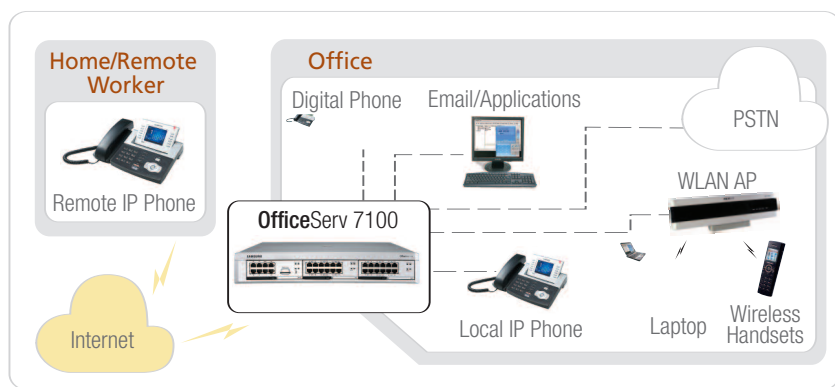 Home/Remote
Worker
Remote IP Phone
Internet
Office
Digital Phone
Email/Applications
PSTN
WLAN AP
OfficeServ 7100
SAMSUNG
Local IP Phone
Laptop
Wireless
Handsets